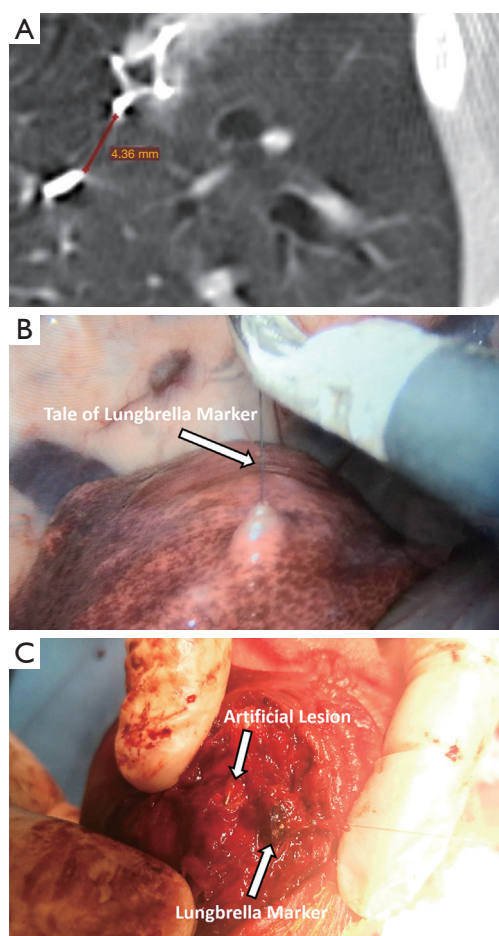 A
4.36 mm
B
Tale of Lungbrella Marker
C
Artificial Lesion
Lungbrella Marker